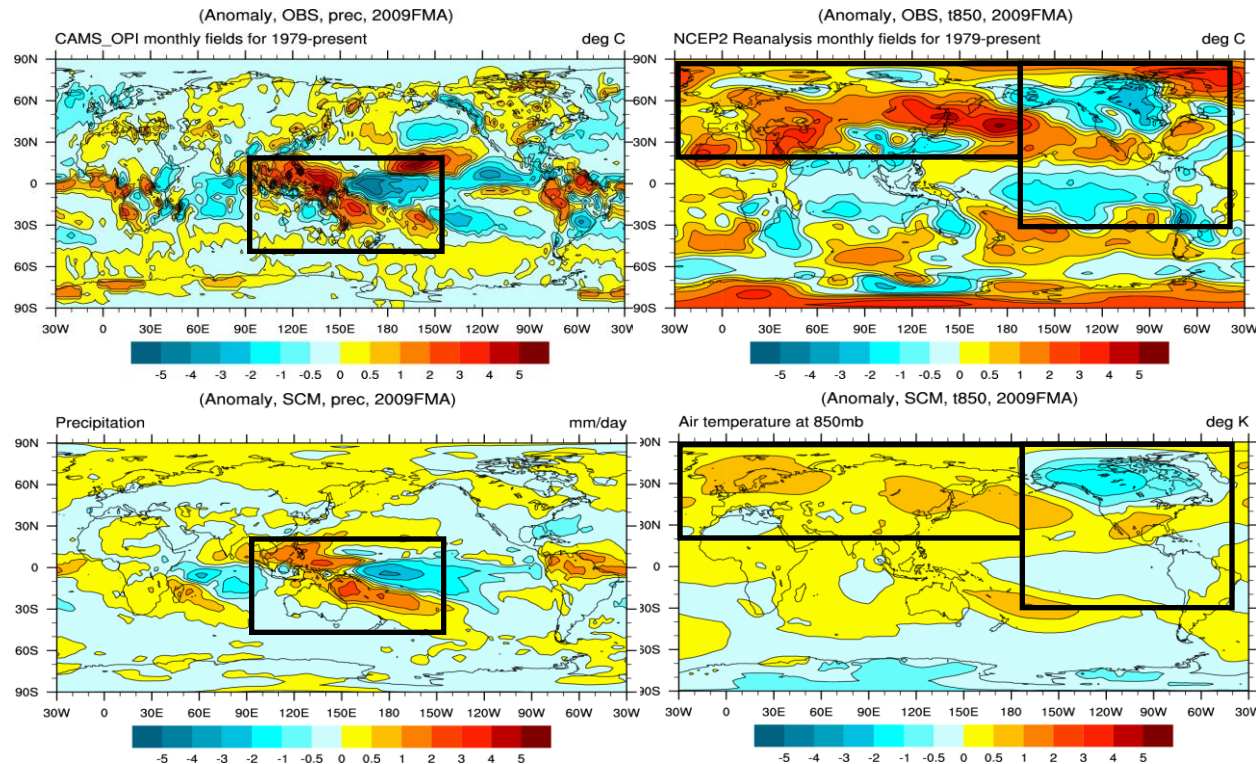 (Anomaly, OBS, prec, 2009FMA)
CAMS_OPI monthly fields for 1979-present deg C
90N
60N
30N
0
30S
60S
90S
30W 0 30E 60E 90E 120E 150E 180 150W 120W 90W 60W 30W
-5 -4 -3 -2 -1 -0.5 0 0.5 1 2 3 4 5
(Anomaly, OBS, t850, 2009FMA)
NCEP2 Reanalysis monthly fields for 1979-present deg C
90N
60N
30N
0
30S
60S
90S
30W 0 30E 60E 90E 120E 150E 180 150W 120W 90W 60W 30W
-5 -4 -3 -2 -1 -0.5 0 0.5 1 2 3 4 5
(Anomaly, SCM, prec, 2009FMA)
Precipitation mm/day
90N
60N
30N
0
30S
60S
90S
30W 0 30E 60E 90E 120E 150E 180 150W 120W 90W 60W 30W
-5 -4 -3 -2 -1 -0.5 0 0.5 1 2 3 4 5
(Anomaly, SCM, t850, 2009FMA)
Air temperature at 850mb deg K
90N
60N
30N
0
30S
60S
90S
30W 0 30E 60E 90E 120E 150E 180 150W 120W 90W 60W 30W
-5 -4 -3 -2 -1 -0.5 0 0.5 1 2 3 4 5